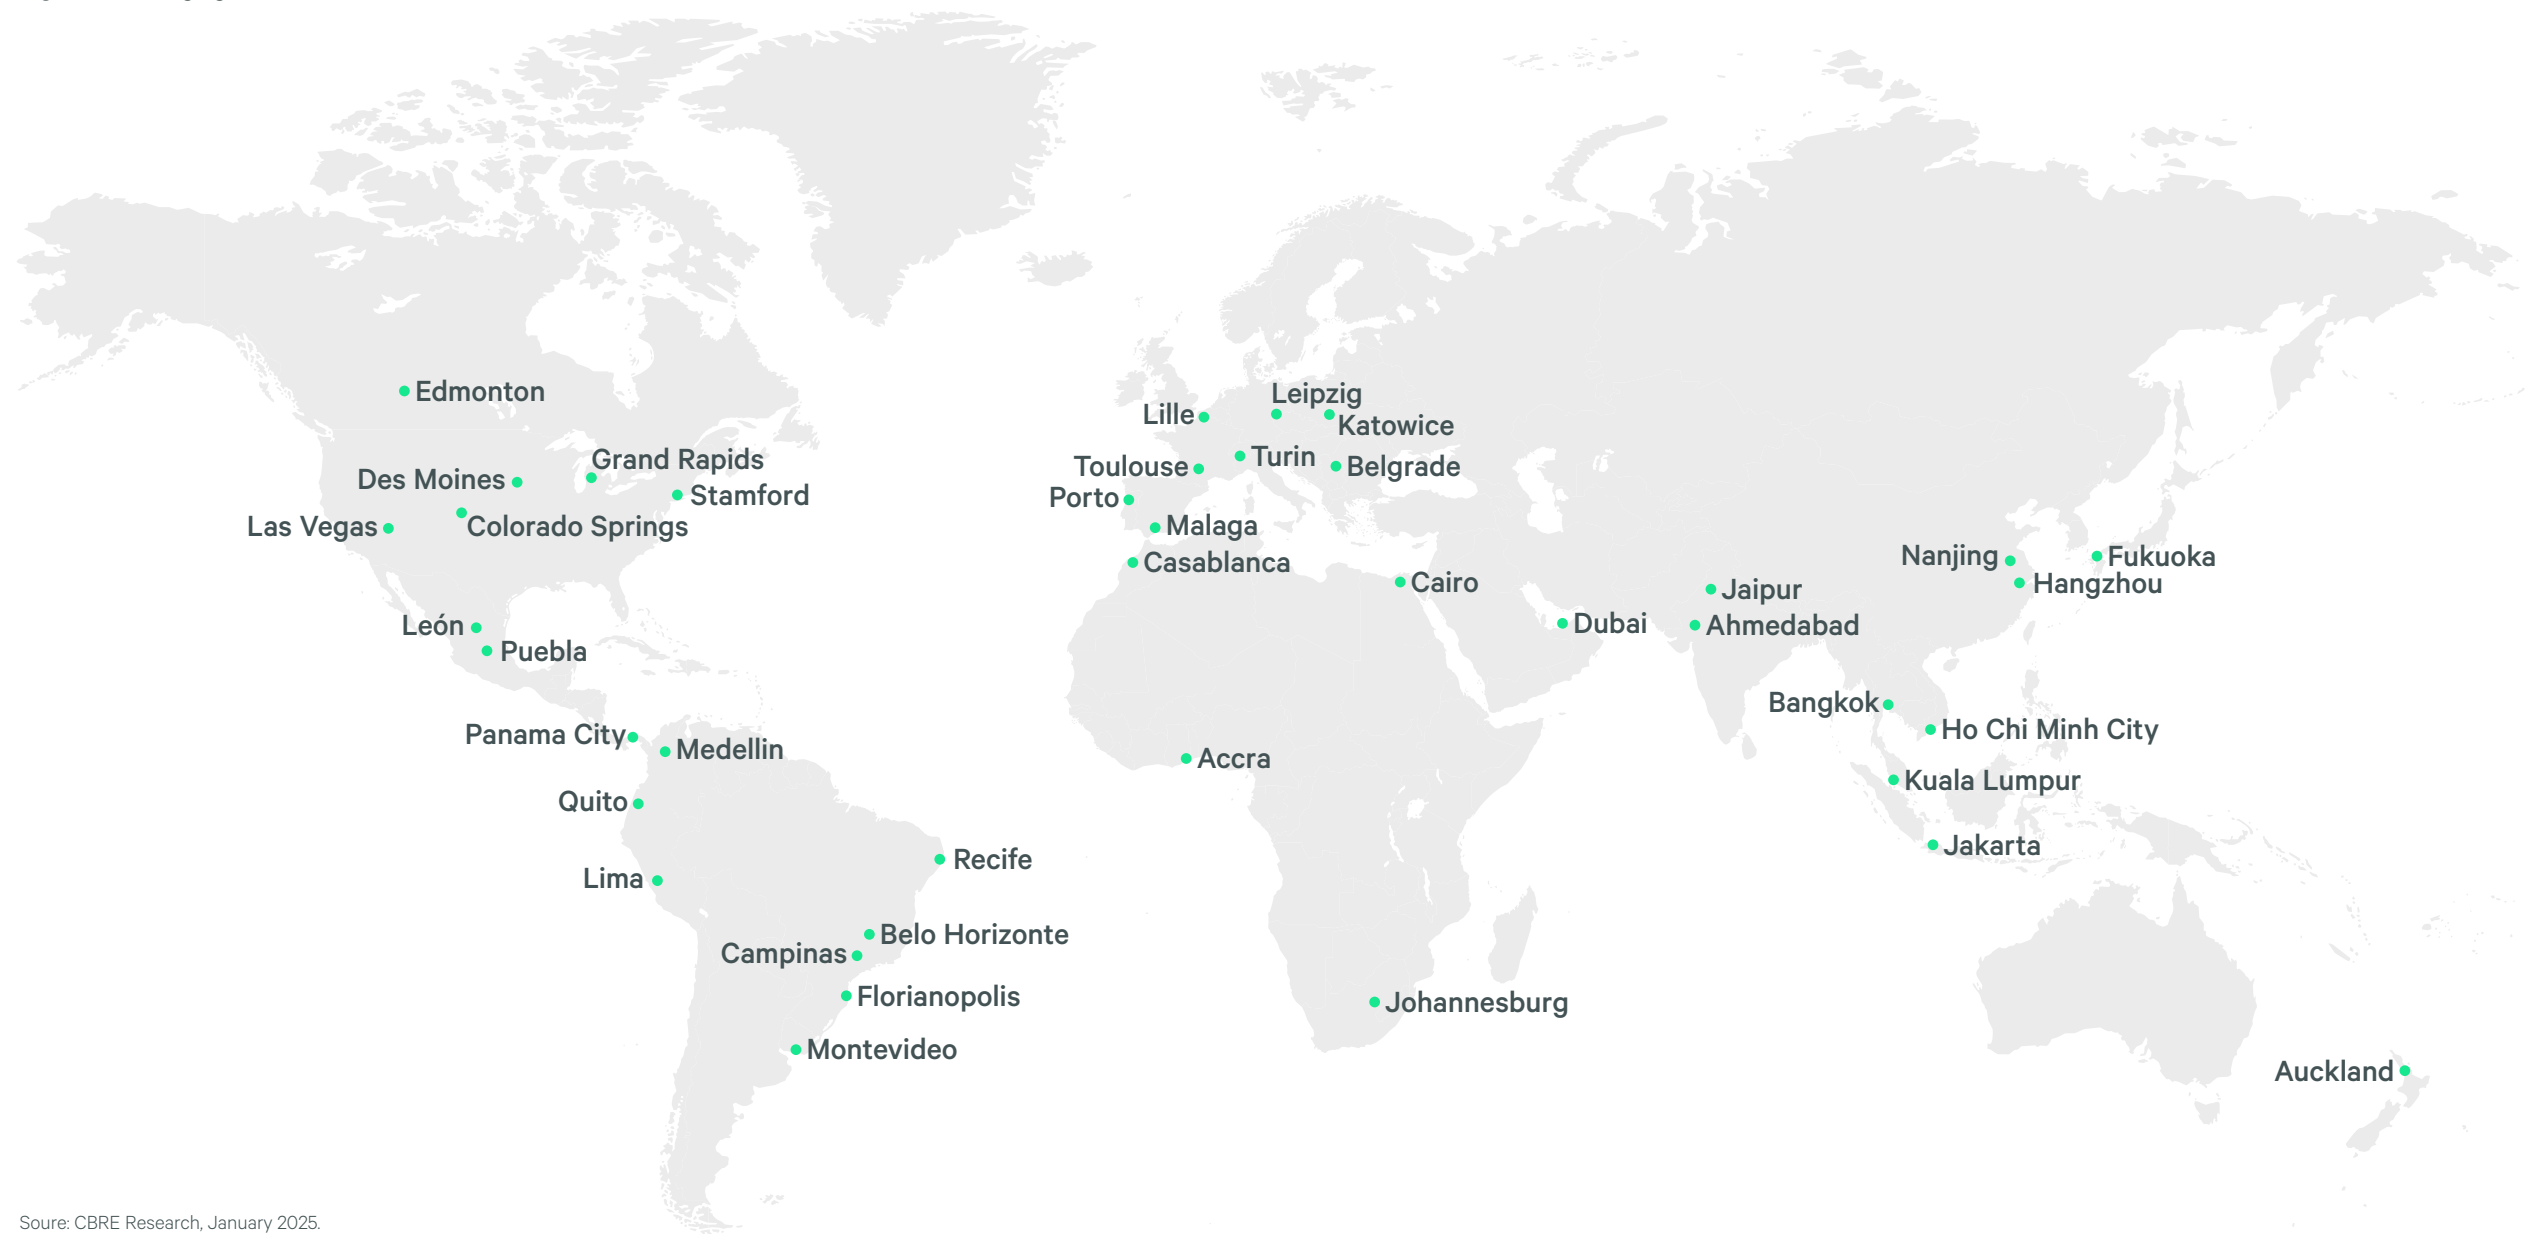 Edmonton
Leipzig
Lille
Katowice
Grand Rapids
Turin
Toulouse
Belgrade
Des Moines
Stamford
Porto
Las Vegas
Colorado Springs
Malaga
Nanjing
Fukuoka
Casablanca
Cairo
Hangzhou
Jaipur
Dubai
León
Ahmedabad
Puebla
Bangkok
Ho Chi Minh City
Panama City
Medellin
Accra
Kuala Lumpur
Quito
Jakarta
Recife
Lima
Belo Horizonte
Campinas
Florianopolis
Johannesburg
Montevideo
Auckland
Soure: CBRE Research, January 2025.